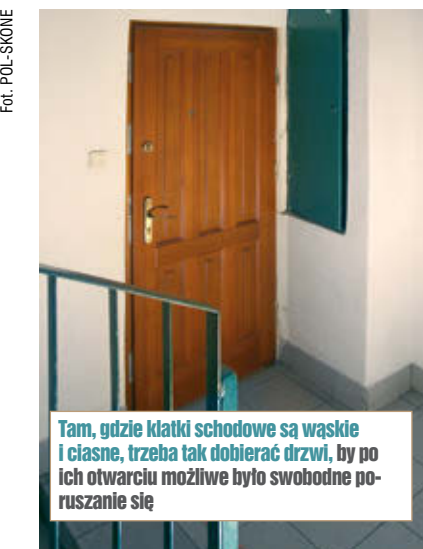 Fot. POL-SKONE
Tam, gdzie klatki schodowe są wąskie
i ciasne, trzeba tak dobierać drzwi, by po
ich otwarciu możliwe było swobodne po-
ruszanie się